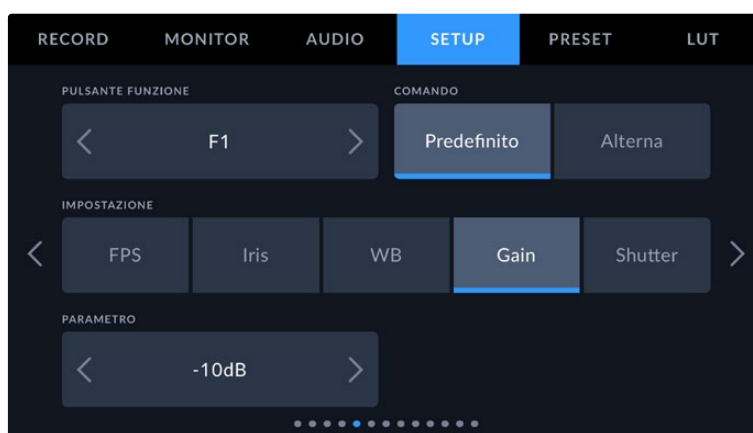 RECORD MONITOR AUDIO SETUP PRESET LUT
PULSANTE FUNZIONE COMANDO
F1 Predefinito Alterna
IMPOSTAZIONE
FPS Iris WB Gain Shutter
PARAMETRO
-10dB